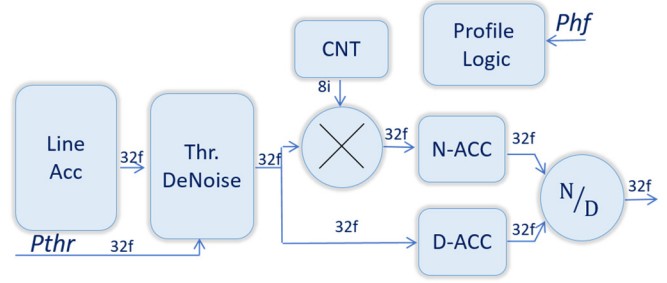 CNT
8i
Profile
Logic
Phf
Line
Acc
32f
Thr.
DeNoise
32f
32f
N-ACC
32f
N/D
32f
Pthr
32f
32f
D-ACC
32f